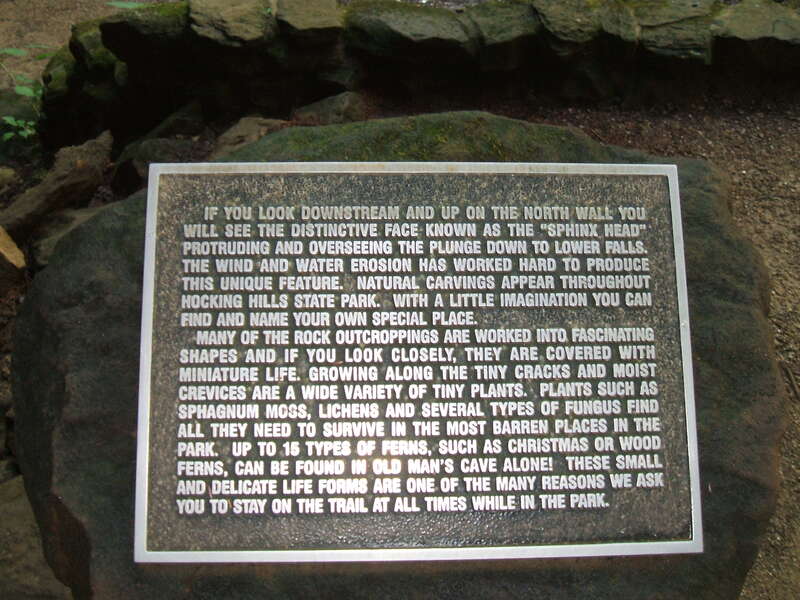 IF YOU LOOK DOWNSTREAM AND UP ON THE NORTH WALL YOU
WILL SEE THE DISTINCTIVE FACE KNOWN AS THE "SPHINX HEAD"
PROTRUDING AND OVERSEEING THE PLUNGE DOWN TO LOWER FALLS.
THE WIND AND WATER EROSION HAS WORKED HARD TO PRODUCE
THIS UNIQUE FEATURE. NATURAL CARVINGS APPEAR THROUGHOUT
HOCKING HILLS STATE PARK. WITH A LITTLE IMAGINATION YOU CAN
FIND AND NAME YOUR OWN SPECIAL PLACE.
MANY OF THE ROCK OUTCROPPINGS ARE WORKED INTO FASCINATING
SHAPES AND IF YOU LOOK CLOSELY, THEY ARE COVERED WITH
MINIATURE LIFE. GROWING ALONG THE TINY CRACKS AND MOIST
CREVICES ARE A WIDE VARIETY OF TINY PLANTS. PLANTS SUCH AS
SPHAGNUM MOSS, LICHENS AND SEVERAL TYPES OF FUNGUS FIND
ALL THEY NEED TO SURVIVE IN THE MOST BARREN PLACES IN THE
PARK. UP TO 15 TYPES OF FERNS, SUCH AS CHRISTMAS OR WOOD
FERNS, CAN BE FOUND IN OLD MAN'S CAVE ALONE! THESE SMALL
AND DELICATE LIFE FORMS ARE ONE OF THE MANY REASONS WE ASK
YOU TO STAY ON THE TRAIL AT ALL TIMES WHILE IN THE PARK.